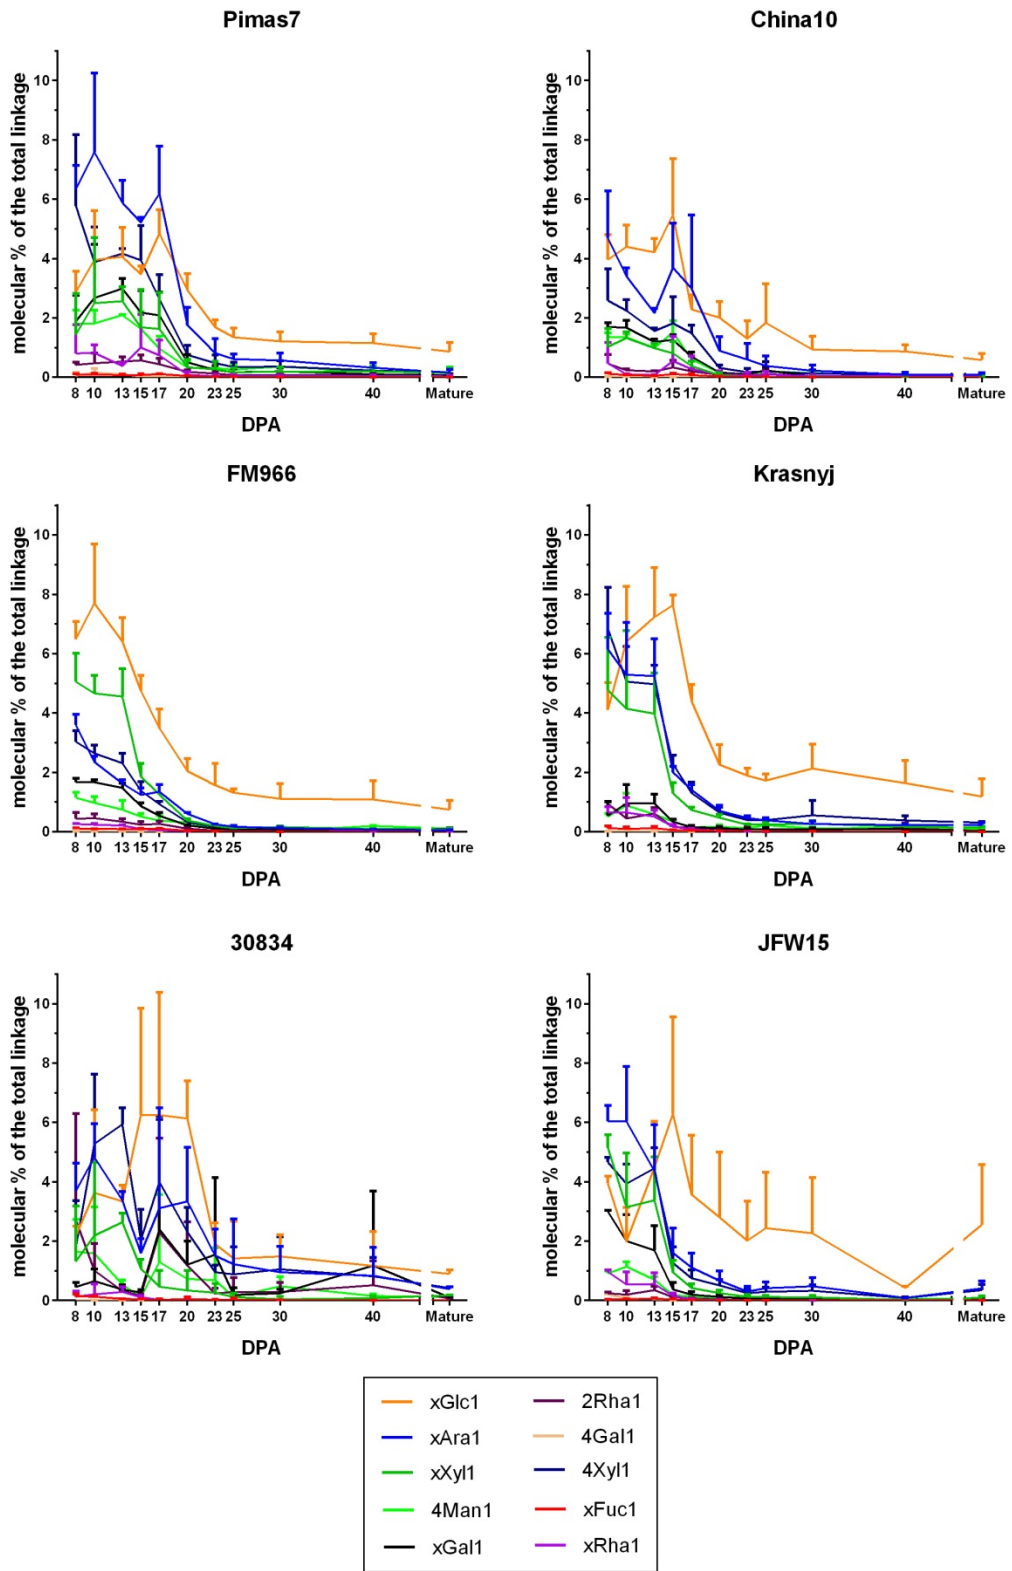 Pimas7
molecular % of the total linkage
10
8
6
4
2
0
8 10 13 15 17 20 23 25 30 40 Mature
DPA
China10
molecular % of the total linkage
10
8
6
4
2
0
8 10 13 15 17 20 23 25 30 40 Mature
DPA
FM966
molecular % of the total linkage
10
8
6
4
2
0
8 10 13 15 17 20 23 25 30 40 Mature
DPA
Krasnyj
molecular % of the total linkage
10
8
6
4
2
0
8 10 13 15 17 20 23 25 30 40 Mature
DPA
30834
molecular % of the total linkage
10
8
6
4
2
0
8 10 13 15 17 20 23 25 30 40 Mature
DPA
JFW15
molecular % of the total linkage
10
8
6
4
2
0
8 10 13 15 17 20 23 25 30 40 Mature
DPA
xGlc1
xAra1
xXyl1
4Man1
xGal1
2Rha1
4Gal1
4Xyl1
xFuc1
xRha1